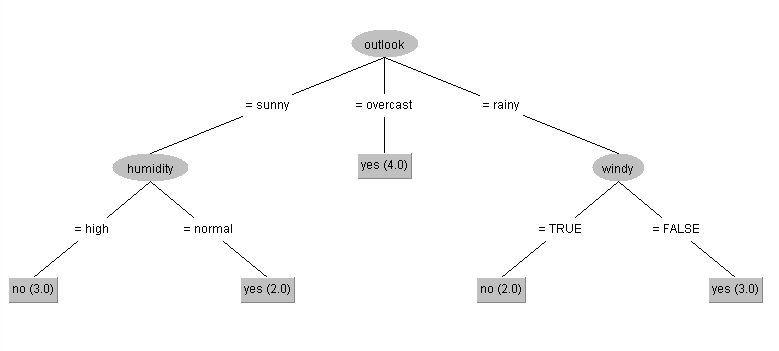 outlook
= sunny
= overcast
= rainy
humidity
yes (4.0)
windy
= high
= normal
= TRUE
= FALSE
no (3.0)
yes (2.0)
no (2.0)
yes (3.0)